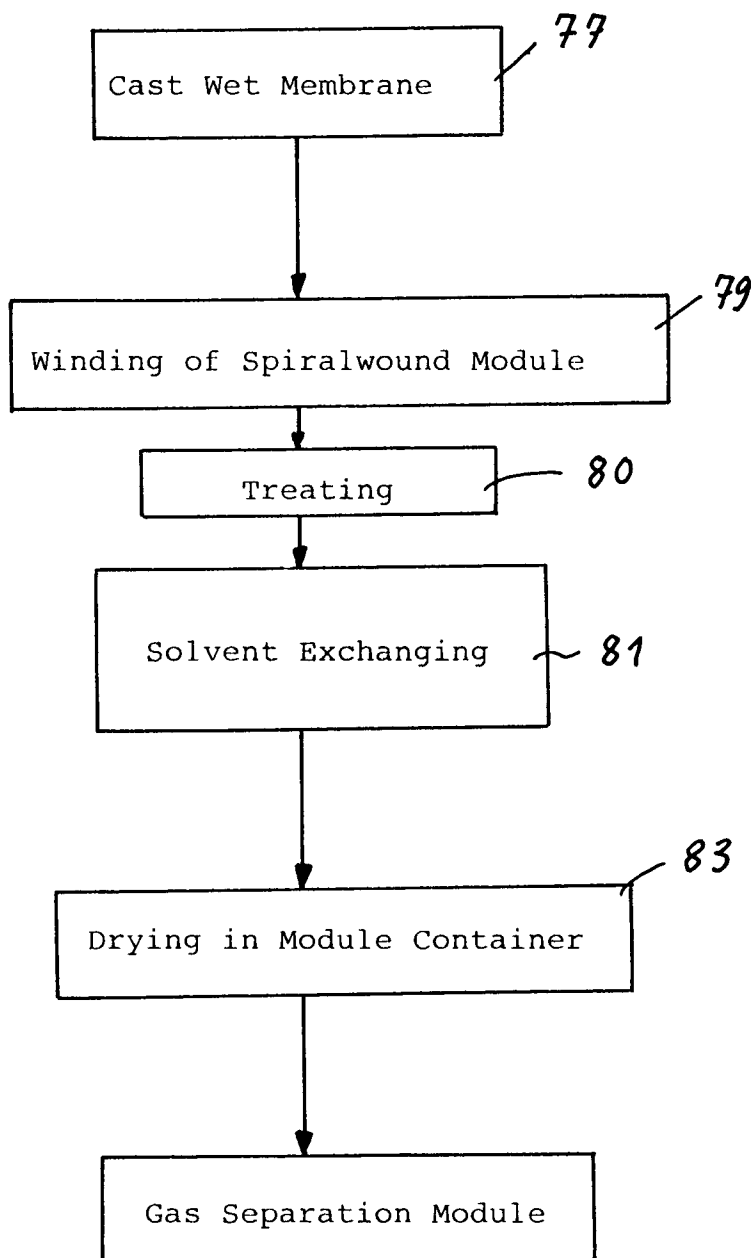 77
Cast Wet Membrane
79
Winding of Spiralwound Module
80
Treating
Solvent Exchanging
81
83
Drying in Module Container
Gas Separation Module